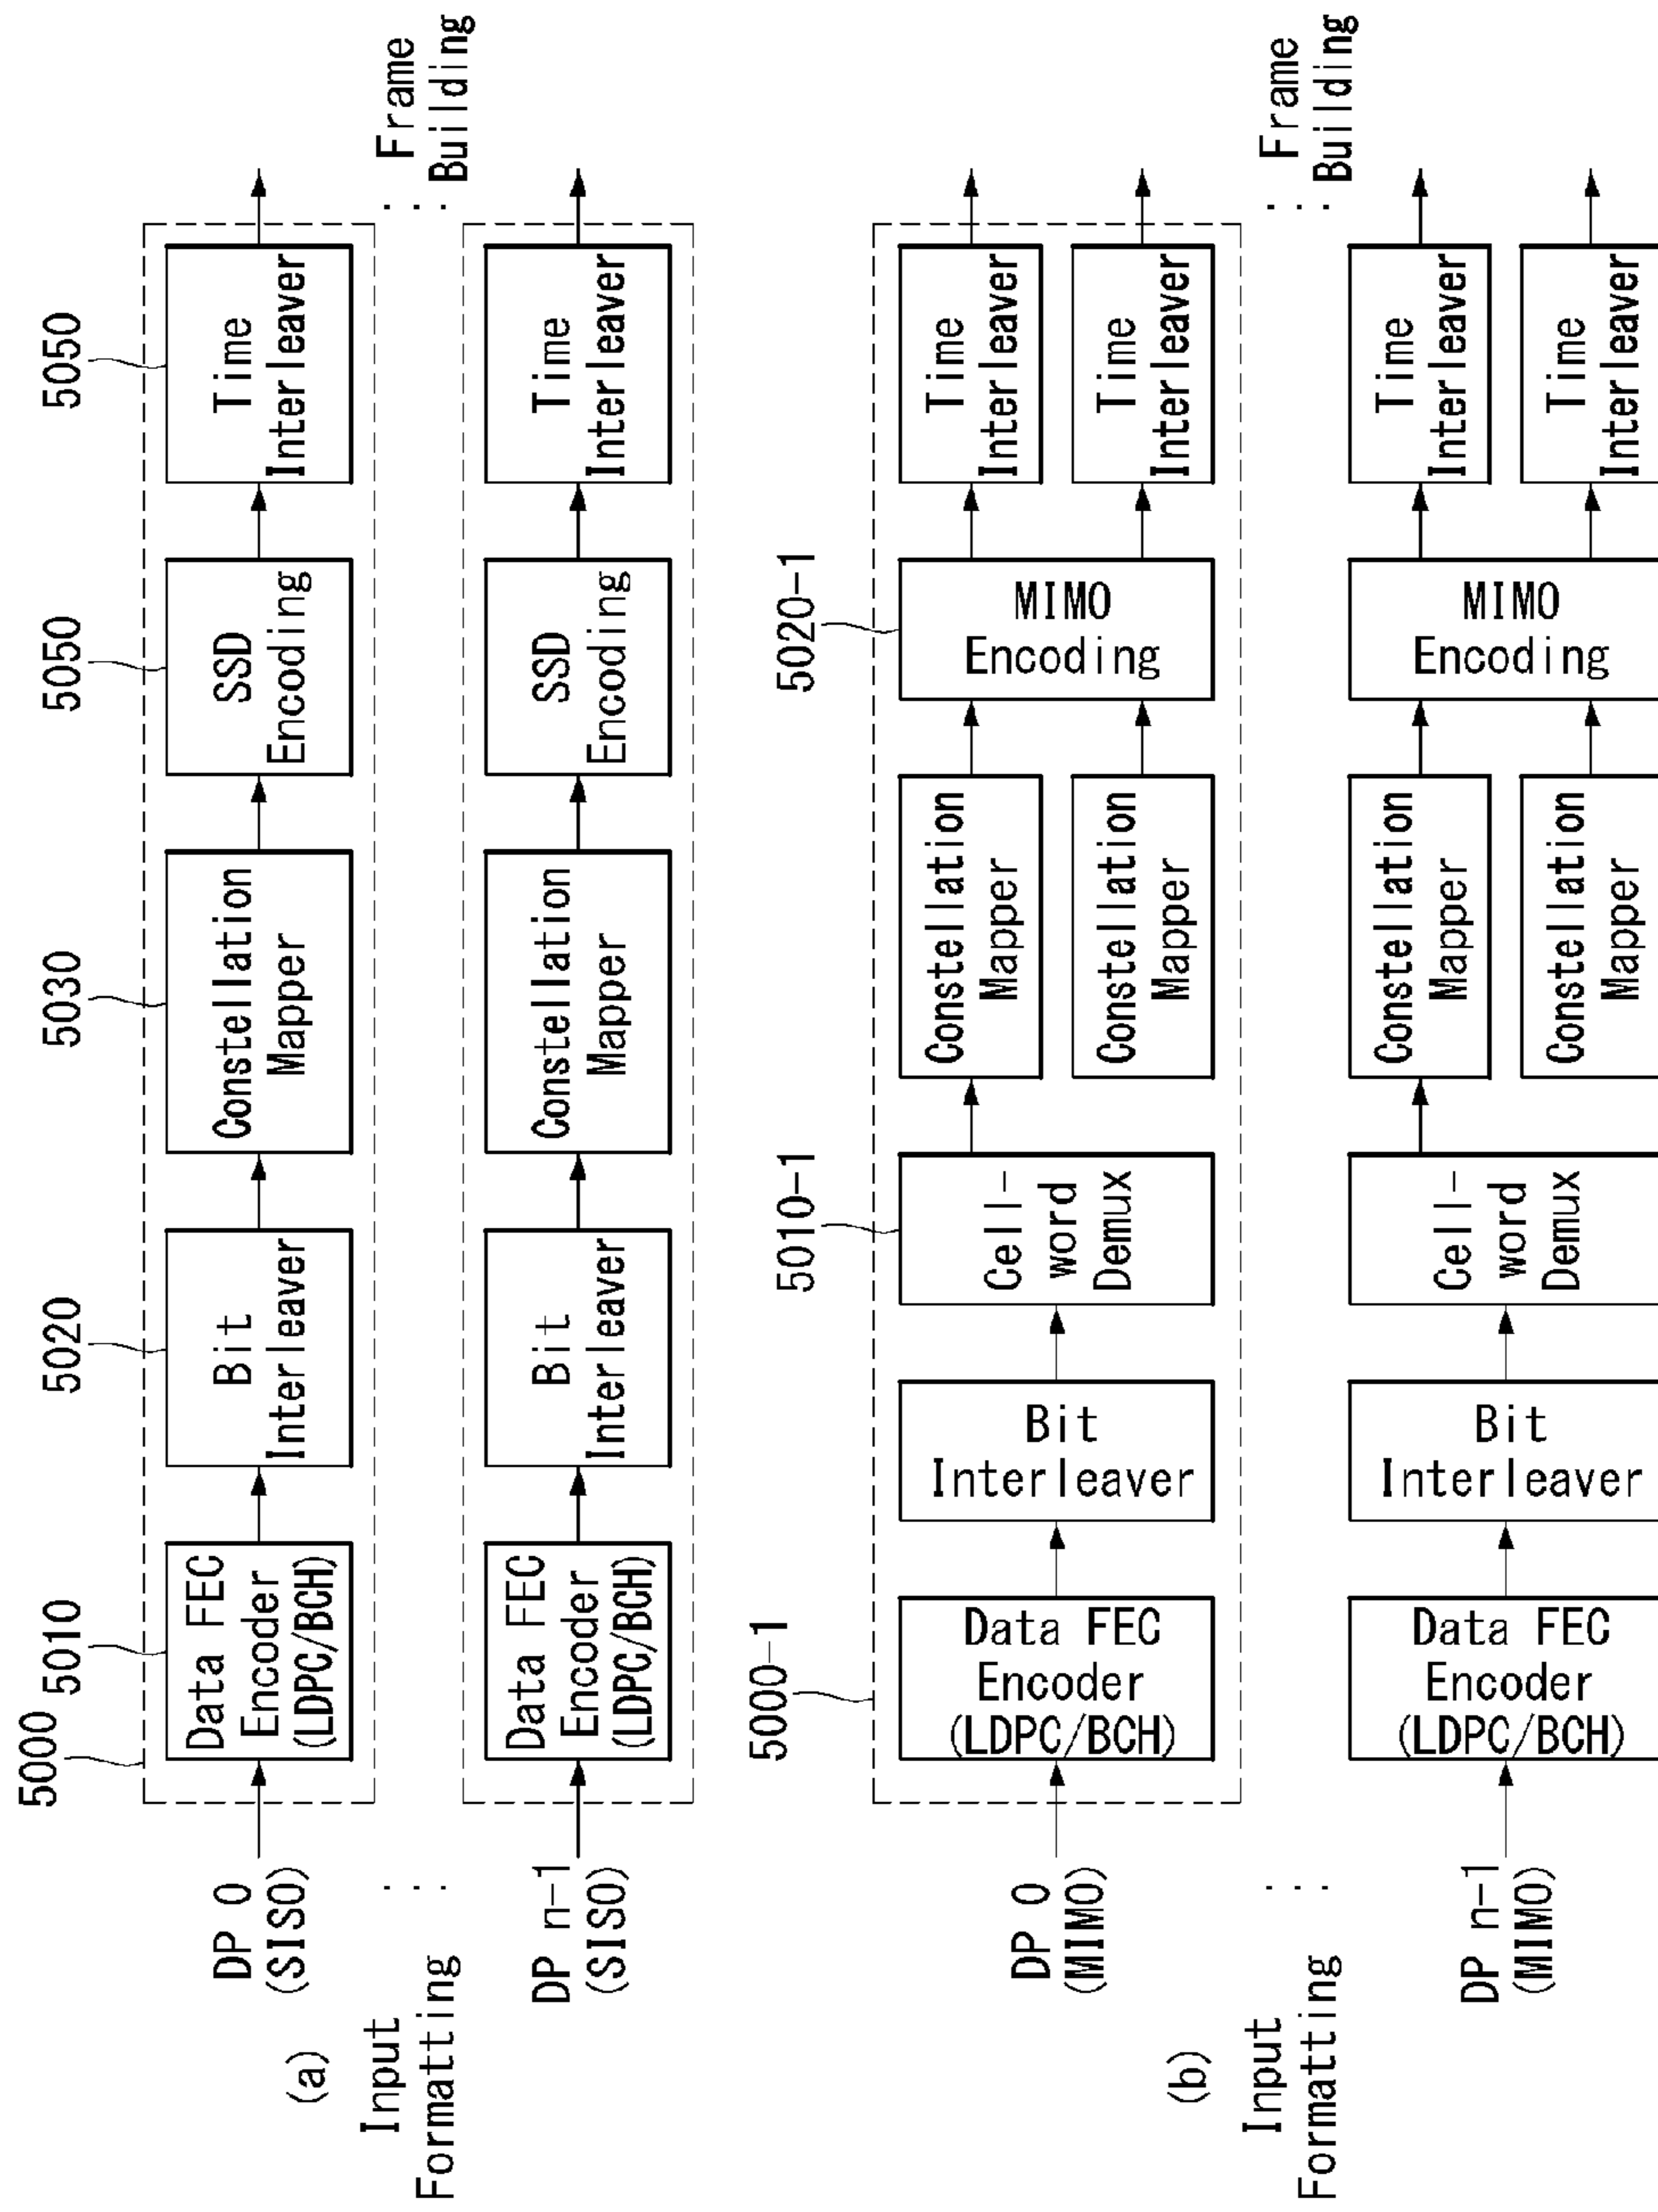 5000
5010
5020
5030
5050
5050
(a)
Input
Formatting
DP 0
(SISO)
Data FEC
Encoder
(LDPC/BCH)
Bit
Interleaver
Constellation
Mapper
SSD
Encoding
Time
Interleaver
...
...
Frame
Building
DP n-1
(SISO)
Data FEC
Encoder
(LDPC/BCH)
Bit
Interleaver
Constellation
Mapper
SSD
Encoding
Time
Interleaver
5000-1
5010-1
5020-1
(b)
Input
Formatting
DP 0
(MIMO)
Data FEC
Encoder
(LDPC/BCH)
Bit
Interleaver
Cell-
word
Demux
Constellation
Mapper
Constellation
Mapper
MIMO
Encoding
Time
Interleaver
Time
Interleaver
...
...
Frame
Building
DP n-1
(MIMO)
Data FEC
Encoder
(LDPC/BCH)
Bit
Interleaver
Cell-
word
Demux
Constellation
Mapper
Constellation
Mapper
MIMO
Encoding
Time
Interleaver
Time
Interleaver